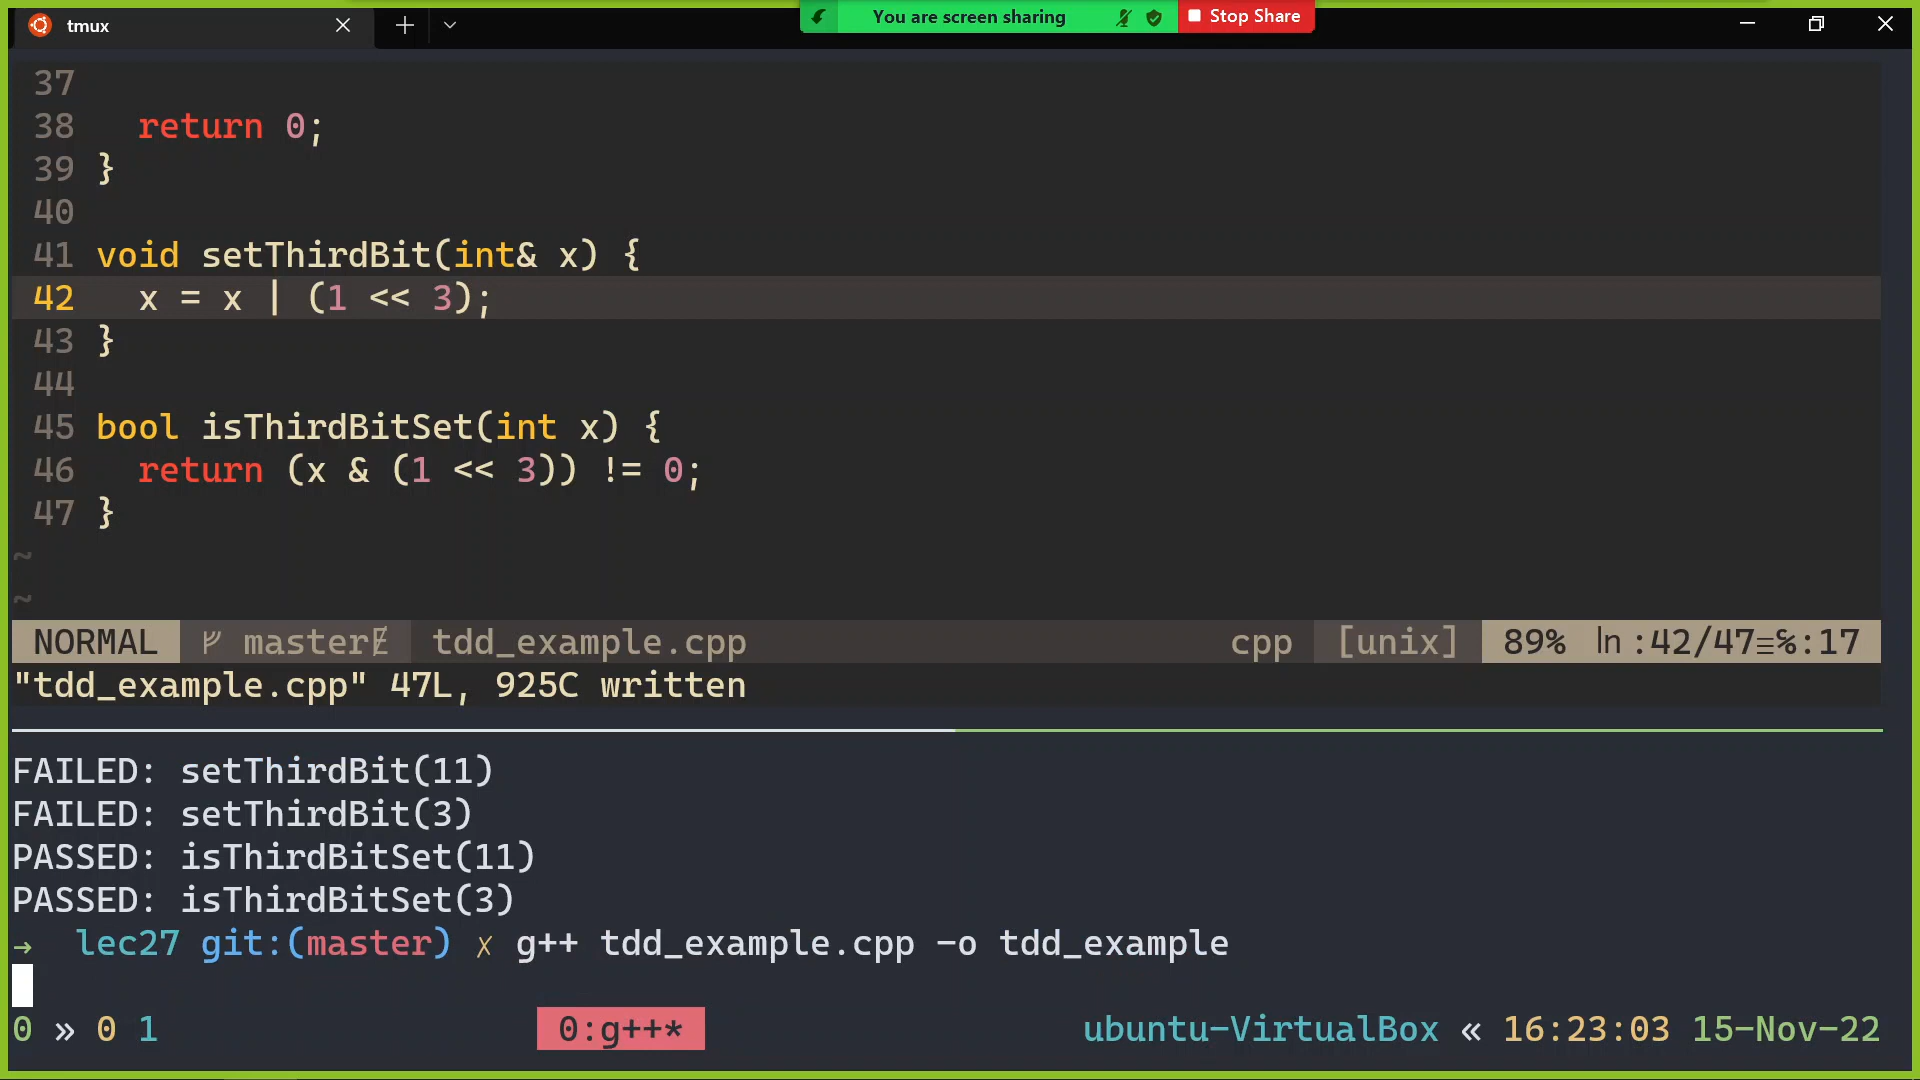 tmux
You are screen sharing
Stop Share
37
38 return 0;
39 }
40
41 void setThirdBit(int& x) {
42 x = x | (1 << 3);
43 }
44
45 bool isThirdBitSet(int x) {
46 return (x & (1 << 3)) != 0;
47 }
~
~
NORMAL master tdd_example.cpp cpp [unix] 89% ln :42/47≡%:17
"tdd_example.cpp" 47L, 925C written
FAILED: setThirdBit(11)
FAILED: setThirdBit(3)
PASSED: isThirdBitSet(11)
PASSED: isThirdBitSet(3)
→ lec27 git:(master) ✗ g++ tdd_example.cpp -o tdd_example
0 » 0 1 0:g++* ubuntu-VirtualBox « 16:23:03 15-Nov-22